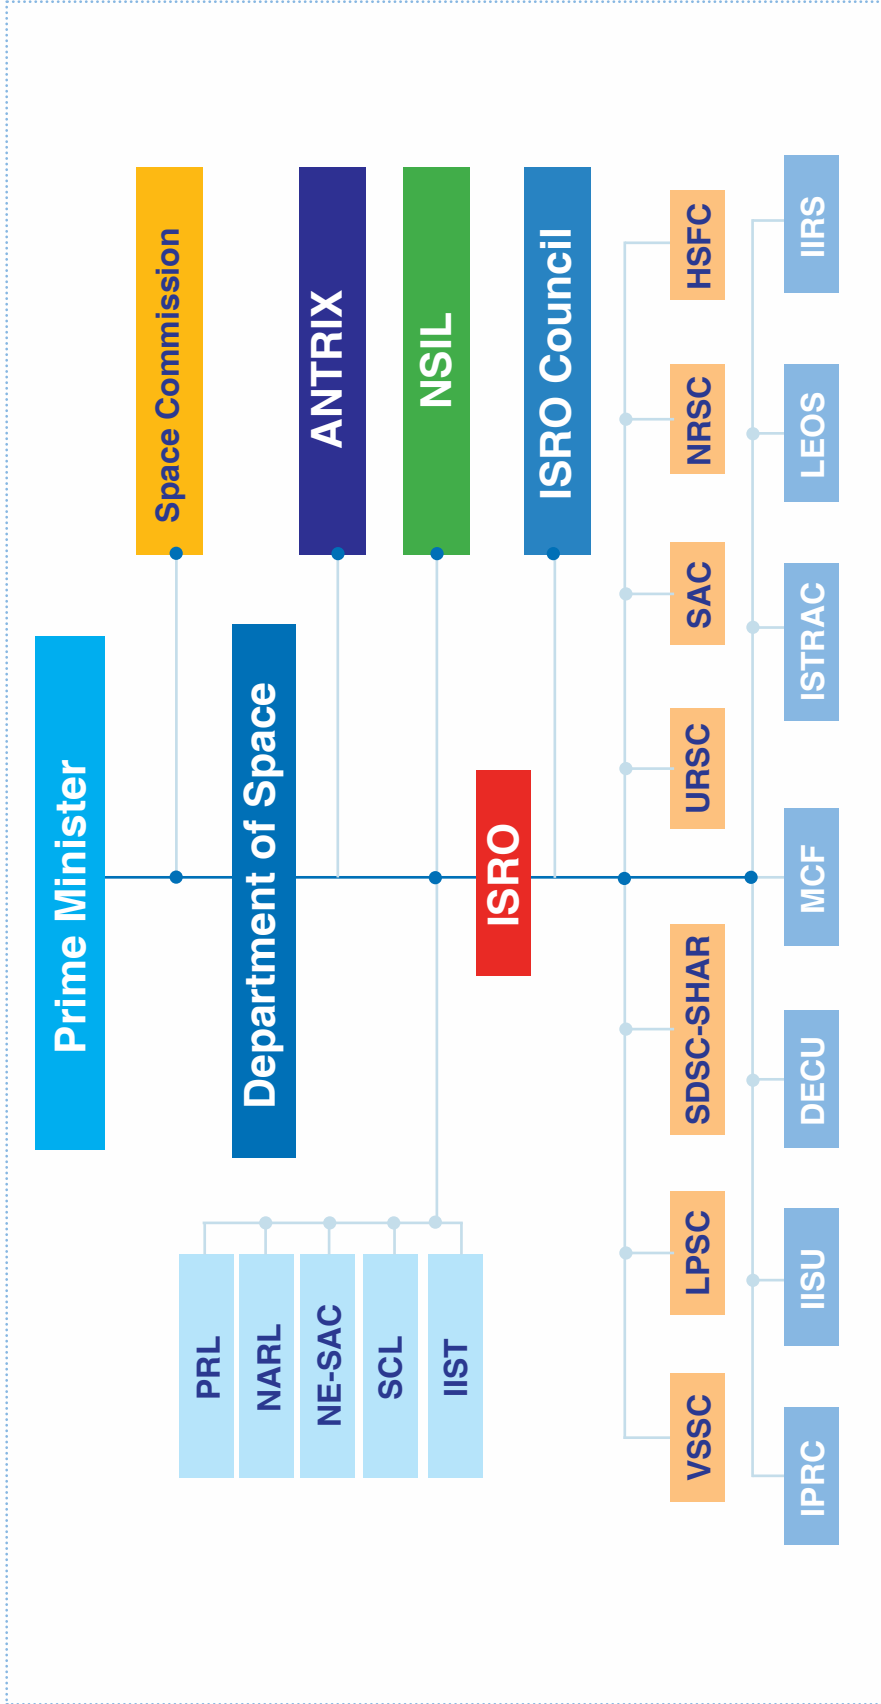 Prime Minister
Space Commission
Department of Space
ANTRIX
NSIL
PRL
NARL
NE-SAC
SCL
IIST
ISRO
ISRO Council
VSSC
LPSC
SDSC-SHAR
URSC
SAC
NRSC
HSFC
IPRC
IISU
DECU
MCF
ISTRAC
LEOS
IIRS